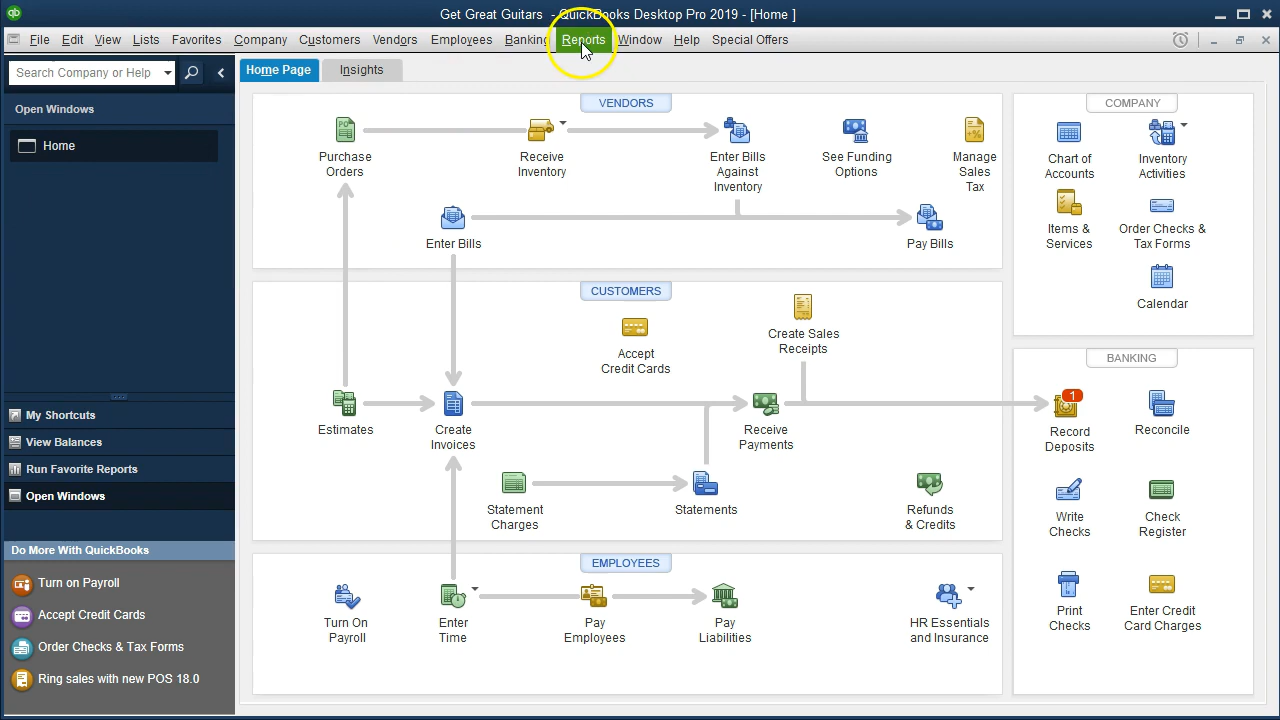 qb
Get Great Guitars - QuickBooks Desktop Pro 2019 - [Home ]
File Edit View Lists Favorites Company Customers Vendors Employees Banking Reports Window Help Special Offers
Search Company or Help
Home Page
Insights
Open Windows
Home
My Shortcuts
View Balances
Run Favorite Reports
Open Windows
Do More With QuickBooks
Turn on Payroll
Accept Credit Cards
Order Checks & Tax Forms
Ring sales with new POS 18.0
VENDORS
Purchase
Orders
Receive
Inventory
Enter Bills
Against
Inventory
See Funding
Options
Manage
Sales
Tax
Enter Bills
Pay Bills
CUSTOMERS
Accept
Credit Cards
Create Sales
Receipts
Estimates
Create
Invoices
Receive
Payments
Statement
Charges
Statements
Refunds
& Credits
EMPLOYEES
Turn On
Payroll
Enter
Time
Pay
Employees
Pay
Liabilities
HR Essentials
and Insurance
COMPANY
Chart of
Accounts
Inventory
Activities
Items &
Services
Order Checks &
Tax Forms
Calendar
BANKING
1
Record
Deposits
Reconcile
Write
Checks
Check
Register
Print
Checks
Enter Credit
Card Charges